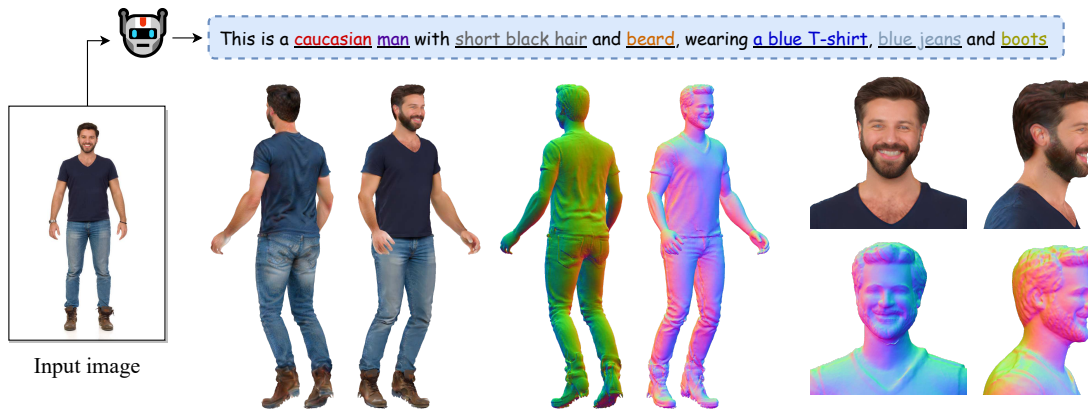 This is a caucasian man with short black hair and beard, wearing a blue T-shirt, blue jeans and boots
Input image